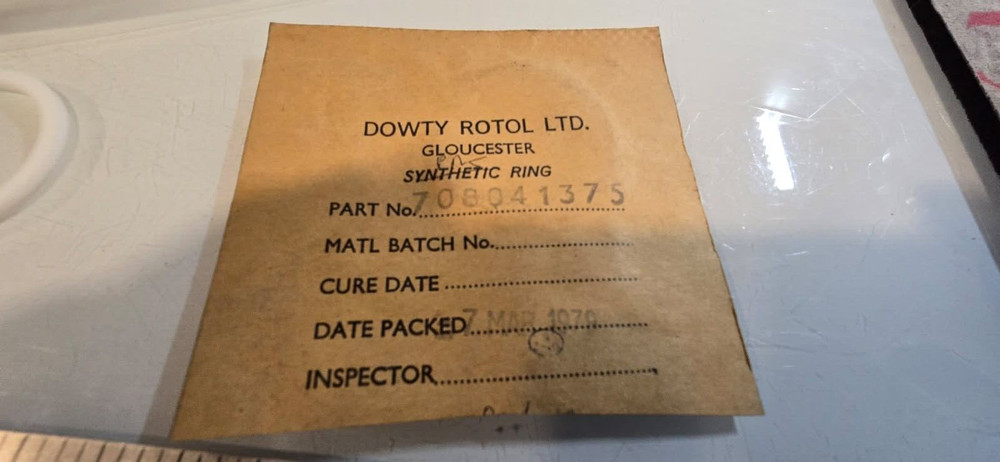 DOWTY ROTOL LTD.
GLOUCESTER
SYNTHETIC RING
PART No. 708041375
MATL BATCH No.
CURE DATE
DATE PACKED 7 MAR 1979
INSPECTOR